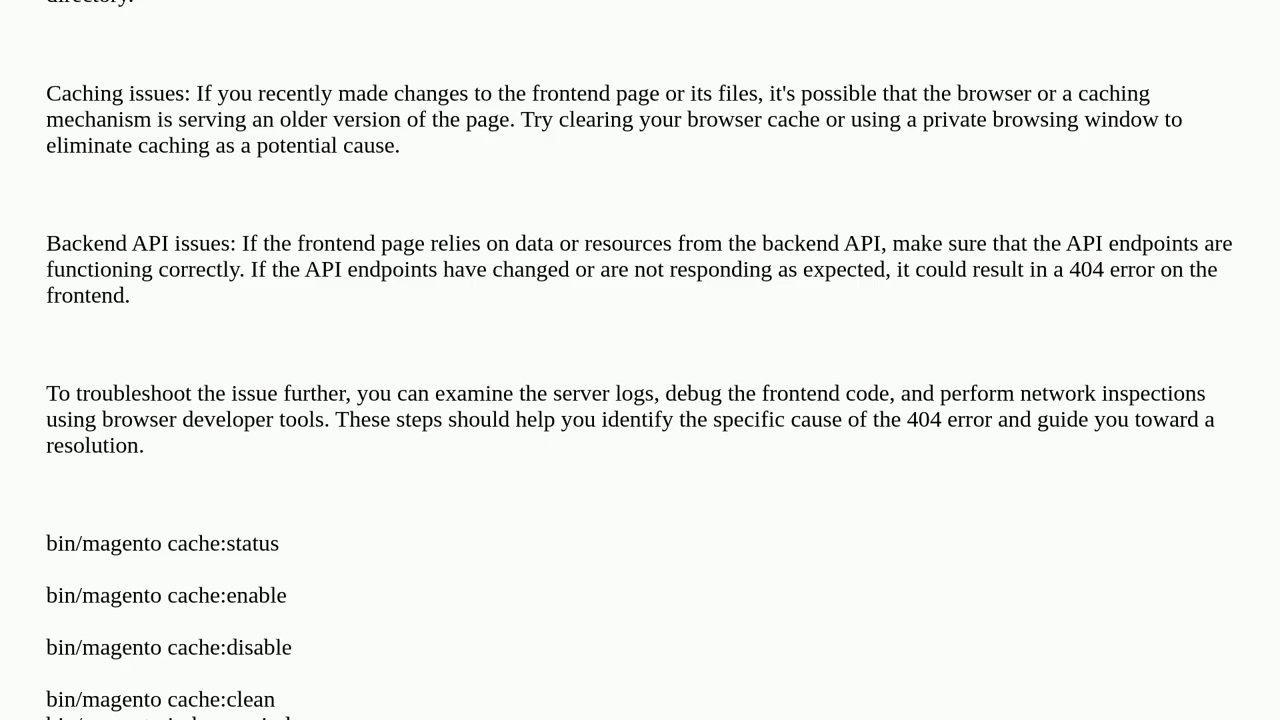 directory.
Caching issues: If you recently made changes to the frontend page or its files, it's possible that the browser or a caching
mechanism is serving an older version of the page. Try clearing your browser cache or using a private browsing window to
eliminate caching as a potential cause.
Backend API issues: If the frontend page relies on data or resources from the backend API, make sure that the API endpoints are
functioning correctly. If the API endpoints have changed or are not responding as expected, it could result in a 404 error on the
frontend.
To troubleshoot the issue further, you can examine the server logs, debug the frontend code, and perform network inspections
using browser developer tools. These steps should help you identify the specific cause of the 404 error and guide you toward a
resolution.
bin/magento cache:status
bin/magento cache:enable
bin/magento cache:disable
bin/magento cache:clean